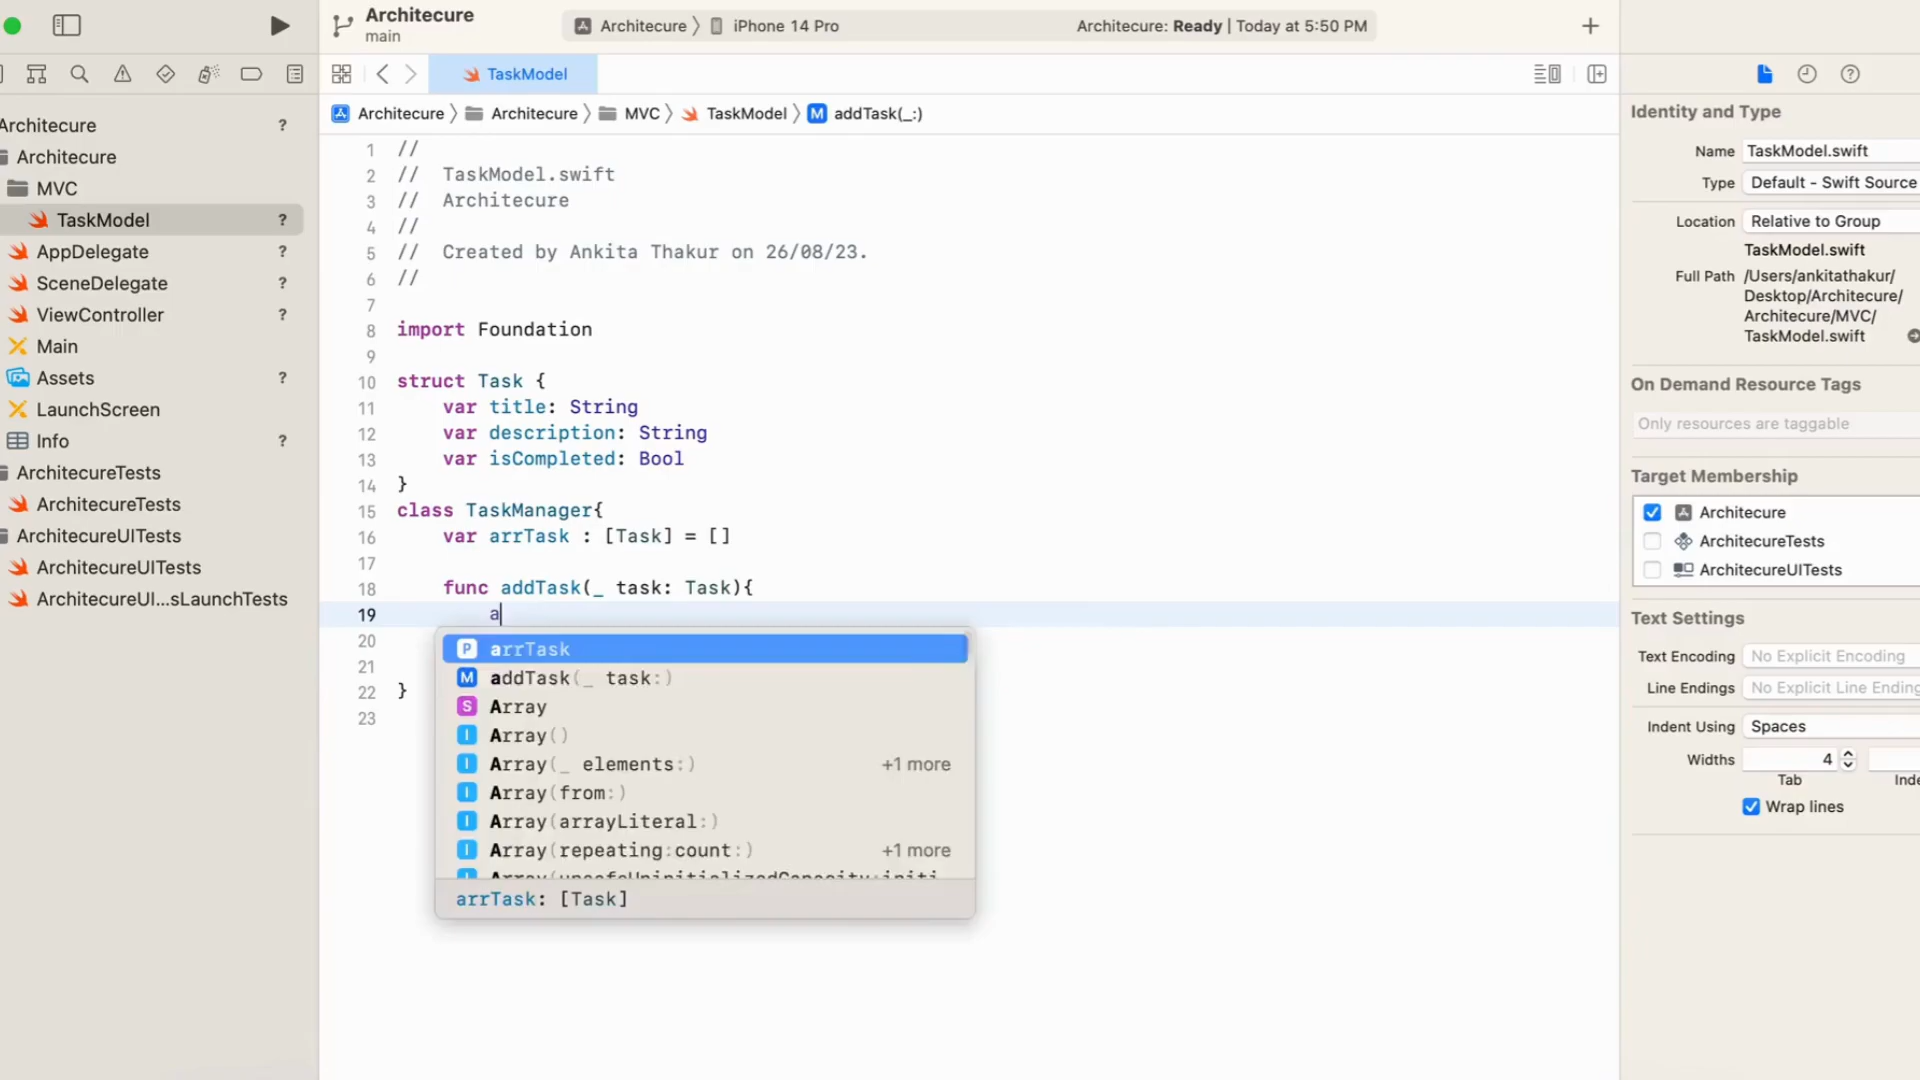 Architecure
main
Architecure
iPhone 14 Pro
Architecure: Ready | Today at 5:50 PM
TaskModel
Architecure
Architecure
MVC
TaskModel
addTask(_:)
Architecure ?
Architecure
MVC
TaskModel ?
AppDelegate ?
SceneDelegate ?
ViewController ?
Main
Assets ?
LaunchScreen
Info ?
ArchitecureTests
ArchitecureTests
ArchitecureUITests
ArchitecureUITests
ArchitecureUI...sLaunchTests
1 //
2 // TaskModel.swift
3 // Architecure
4 //
5 // Created by Ankita Thakur on 26/08/23.
6 //
7
8 import Foundation
9
10 struct Task {
11 var title: String
12 var description: String
13 var isCompleted: Bool
14 }
15 class TaskManager{
16 var arrTask : [Task] = []
17
18 func addTask(_ task: Task){
19 a
20
21
22 }
23
P arrTask
M addTask(_ task:)
S Array
I Array()
I Array(_ elements:) +1 more
I Array(from:)
I Array(arrayLiteral:)
I Array(repeating:count:) +1 more
I Array(unsafeUninitializedCapacity:initi
arrTask: [Task]
Identity and Type
Name TaskModel.swift
Type Default - Swift Source
Location Relative to Group
TaskModel.swift
Full Path /Users/ankitathakur/
Desktop/Architecure/
Architecure/MVC/
TaskModel.swift
On Demand Resource Tags
Only resources are taggable
Target Membership
Architecure
ArchitecureTests
ArchitecureUITests
Text Settings
Text Encoding No Explicit Encoding
Line Endings No Explicit Line Ending
Indent Using Spaces
Widths 4
Tab Inde
Wrap lines